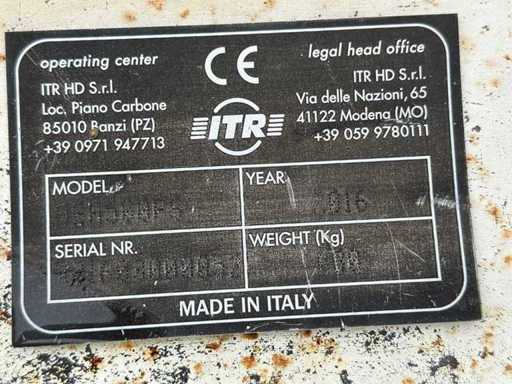 operating center
ITR HD S.r.l.
Loc. Piano Carbone
85010 Banzi (PZ)
+39 0971 947713
CE
ITR
legal head office
ITR HD S.r.l.
Via delle Nazioni, 65
41122 Modena (MO)
+39 059 9780111
MODEL
YEAR
SERIAL NR.
WEIGHT (Kg)
MADE IN ITALY